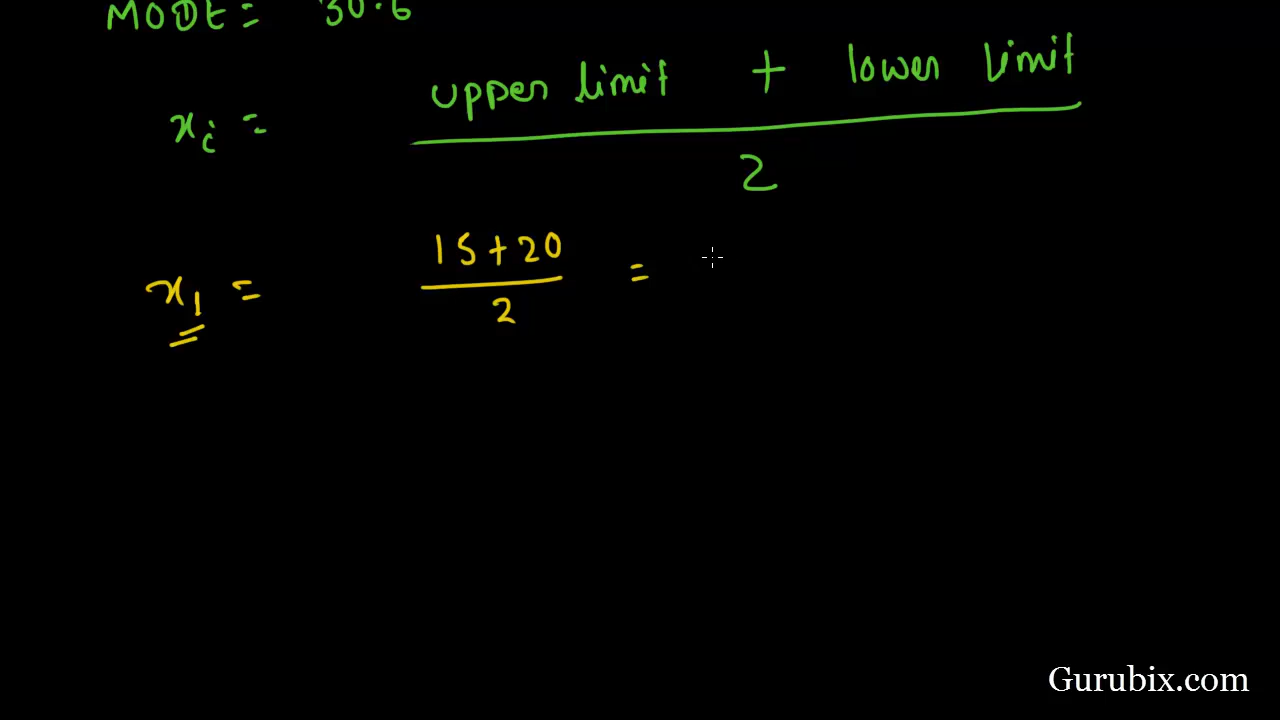 MODE = 30.6
xᵢ = upper limit + lower limit / 2
x₁ = 15+20 / 2 =
Gurubix.com